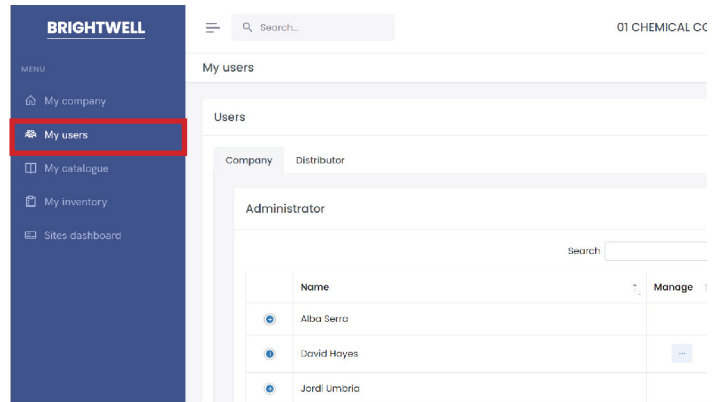 BRIGHTWELL
Search...
01 CHEMICAL CO
MENU
My company
My users
My catalogue
My inventory
Sites dashboard
My users
Users
Company
Distributor
Administrator
Search
Name
Manage
Alba Serra
David Hayes
...
Jordi Umbria